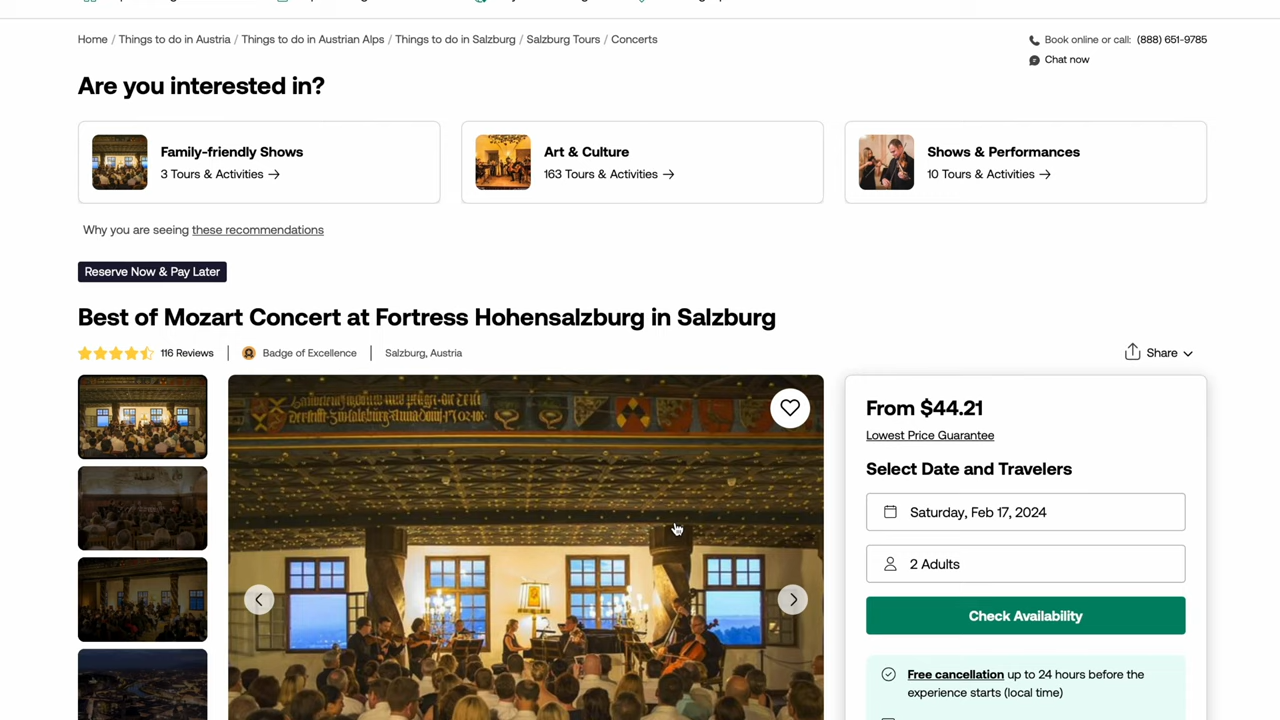 Home / Things to do in Austria / Things to do in Austrian Alps / Things to do in Salzburg / Salzburg Tours / Concerts
Book online or call: (888) 651-9785
Chat now
Are you interested in?
Family-friendly Shows
3 Tours & Activities →
Art & Culture
163 Tours & Activities →
Shows & Performances
10 Tours & Activities →
Why you are seeing these recommendations
Reserve Now & Pay Later
Best of Mozart Concert at Fortress Hohensalzburg in Salzburg
116 Reviews
Badge of Excellence
Salzburg, Austria
Share
From $44.21
Lowest Price Guarantee
Select Date and Travelers
Saturday, Feb 17, 2024
2 Adults
Check Availability
Free cancellation up to 24 hours before the
experience starts (local time)